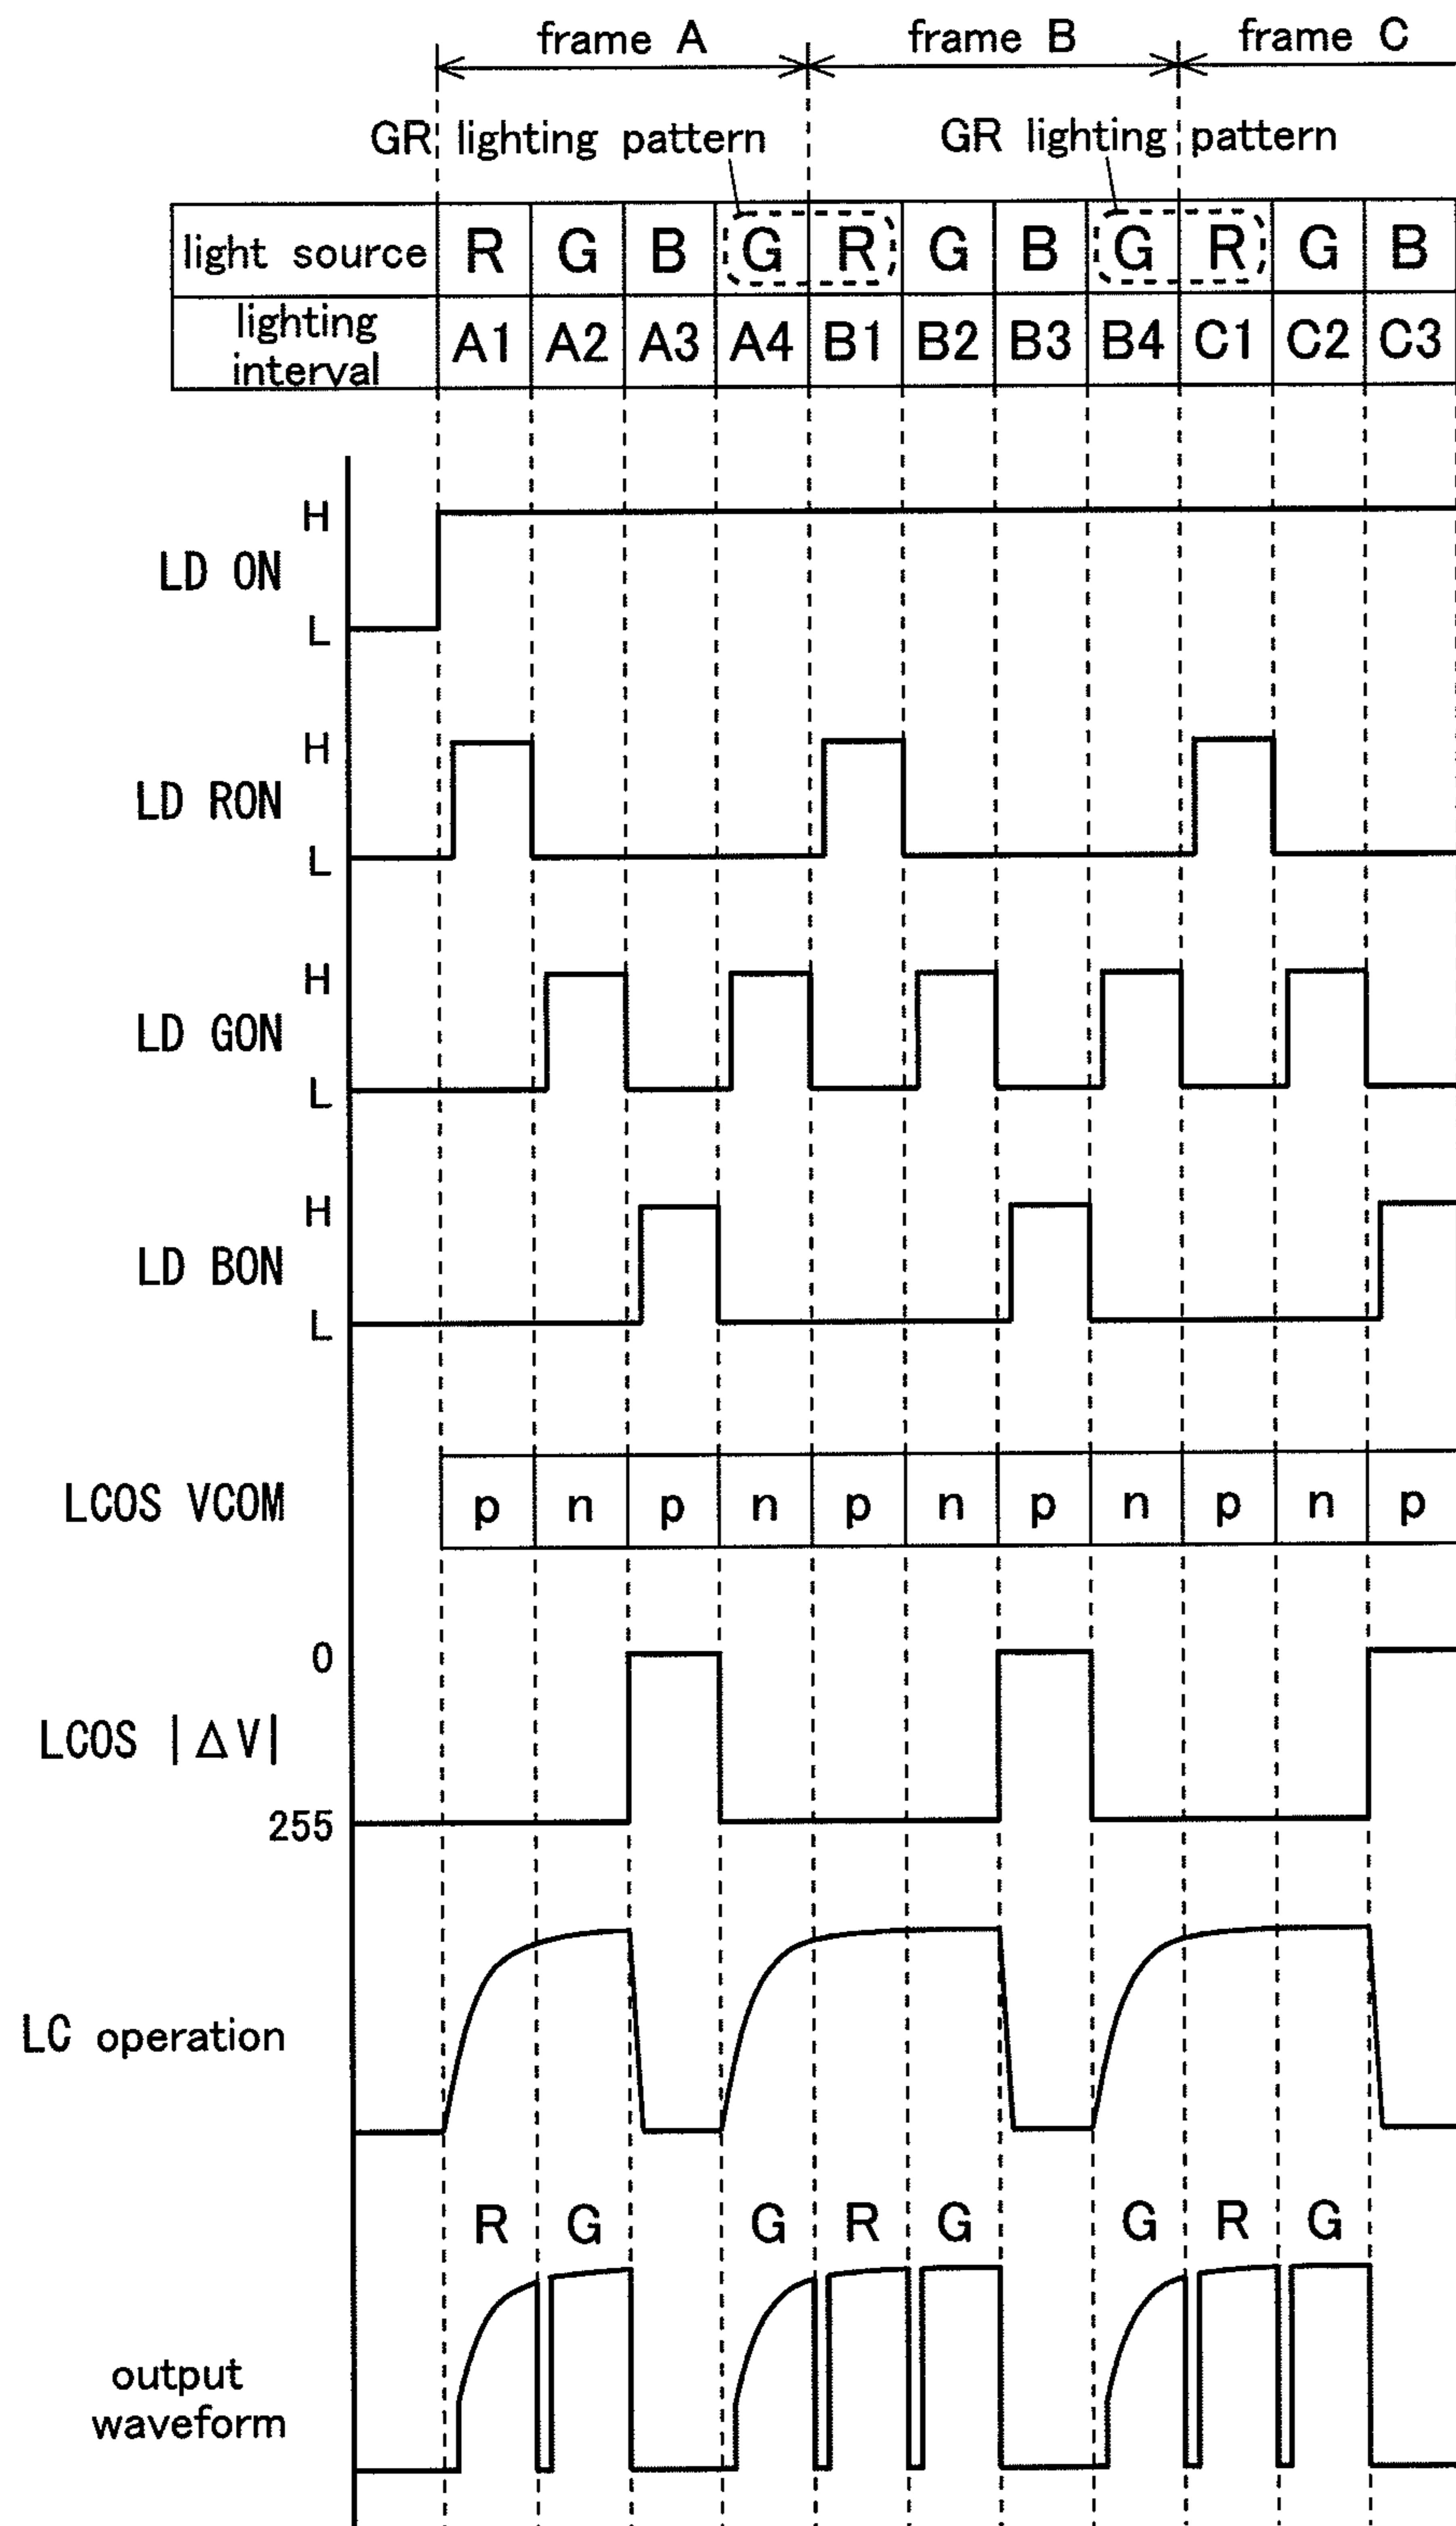 frame A frame B frame C
GR lighting pattern GR lighting pattern
light source R G B G R G B G R G B
lighting interval A1 A2 A3 A4 B1 B2 B3 B4 C1 C2 C3
H
LD ON
L
H
LD RON
L
H
LD GON
L
H
LD BON
L
LCOS VCOM p n p n p n p n p n p
0
LCOS |ΔV|
255
LC operation
R G G R G G R G
output
waveform